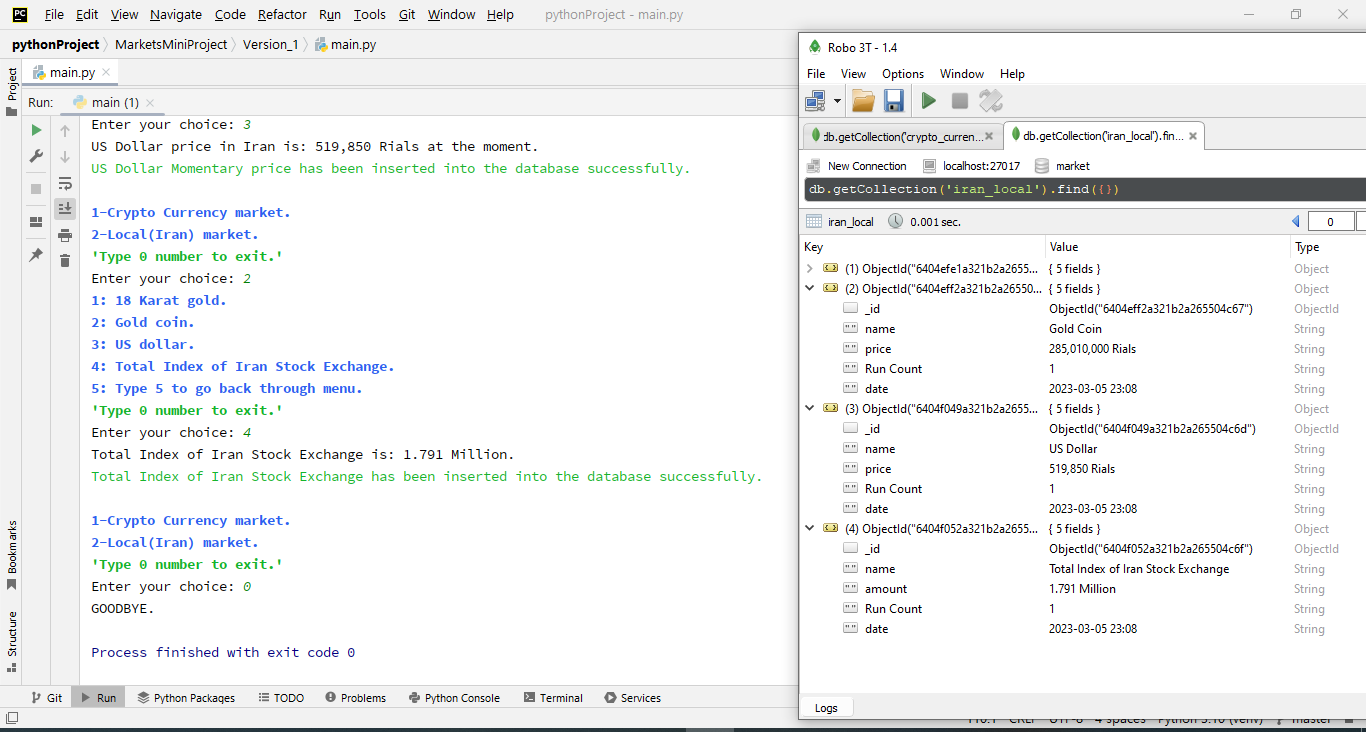 PC File Edit View Navigate Code Refactor Run Tools Git Window Help pythonProject - main.py
pythonProject MarketsMiniProject Version_1 main.py
Project
main.py
Run: main (1)
Enter your choice: 3
US Dollar price in Iran is: 519,850 Rials at the moment.
US Dollar Momentary price has been inserted into the database successfully.
1-Crypto Currency market.
2-Local(Iran) market.
'Type 0 number to exit.'
Enter your choice: 2
1: 18 Karat gold.
2: Gold coin.
3: US dollar.
4: Total Index of Iran Stock Exchange.
5: Type 5 to go back through menu.
'Type 0 number to exit.'
Enter your choice: 4
Total Index of Iran Stock Exchange is: 1.791 Million.
Total Index of Iran Stock Exchange has been inserted into the database successfully.
1-Crypto Currency market.
2-Local(Iran) market.
'Type 0 number to exit.'
Enter your choice: 0
GOODBYE.
Process finished with exit code 0
Bookmarks
Structure
Git Run Python Packages TODO Problems Python Console Terminal Services
Robo 3T - 1.4
File View Options Window Help
db.getCollection('crypto_curren... db.getCollection('iran_local').fin...
New Connection localhost:27017 market
db.getCollection('iran_local').find({})
iran_local 0.001 sec. 0
Key Value Type
(1) ObjectId("6404efe1a321b2a2655... { 5 fields } Object
(2) ObjectId("6404eff2a321b2a26550... { 5 fields } Object
_id ObjectId("6404eff2a321b2a265504c67") ObjectId
name Gold Coin String
price 285,010,000 Rials String
Run Count 1 String
date 2023-03-05 23:08 String
(3) ObjectId("6404f049a321b2a2655... { 5 fields } Object
_id ObjectId("6404f049a321b2a265504c6d") ObjectId
name US Dollar String
price 519,850 Rials String
Run Count 1 String
date 2023-03-05 23:08 String
(4) ObjectId("6404f052a321b2a2655... { 5 fields } Object
_id ObjectId("6404f052a321b2a265504c6f") ObjectId
name Total Index of Iran Stock Exchange String
amount 1.791 Million String
Run Count 1 String
date 2023-03-05 23:08 String
Logs
CRLF UTF-8 4 spaces Python 3.10 (venv) master